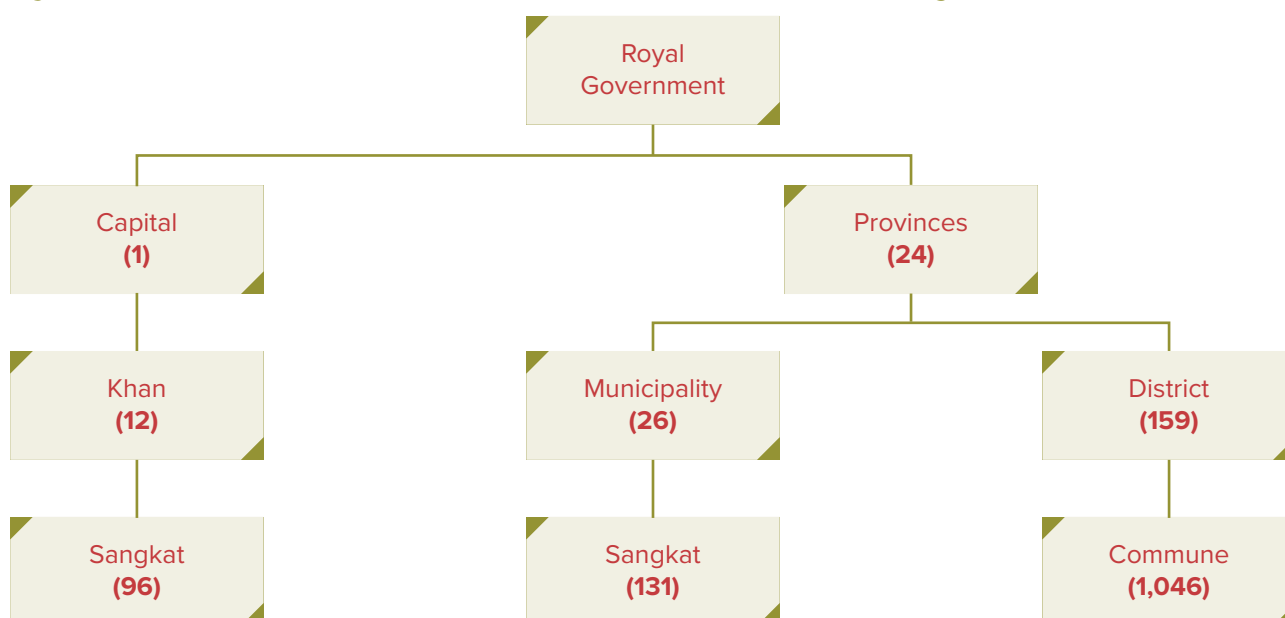 Royal
Government
Capital
(1)
Provinces
(24)
Khan
(12)
Municipality
(26)
District
(159)
Sangkat
(96)
Sangkat
(131)
Commune
(1,046)